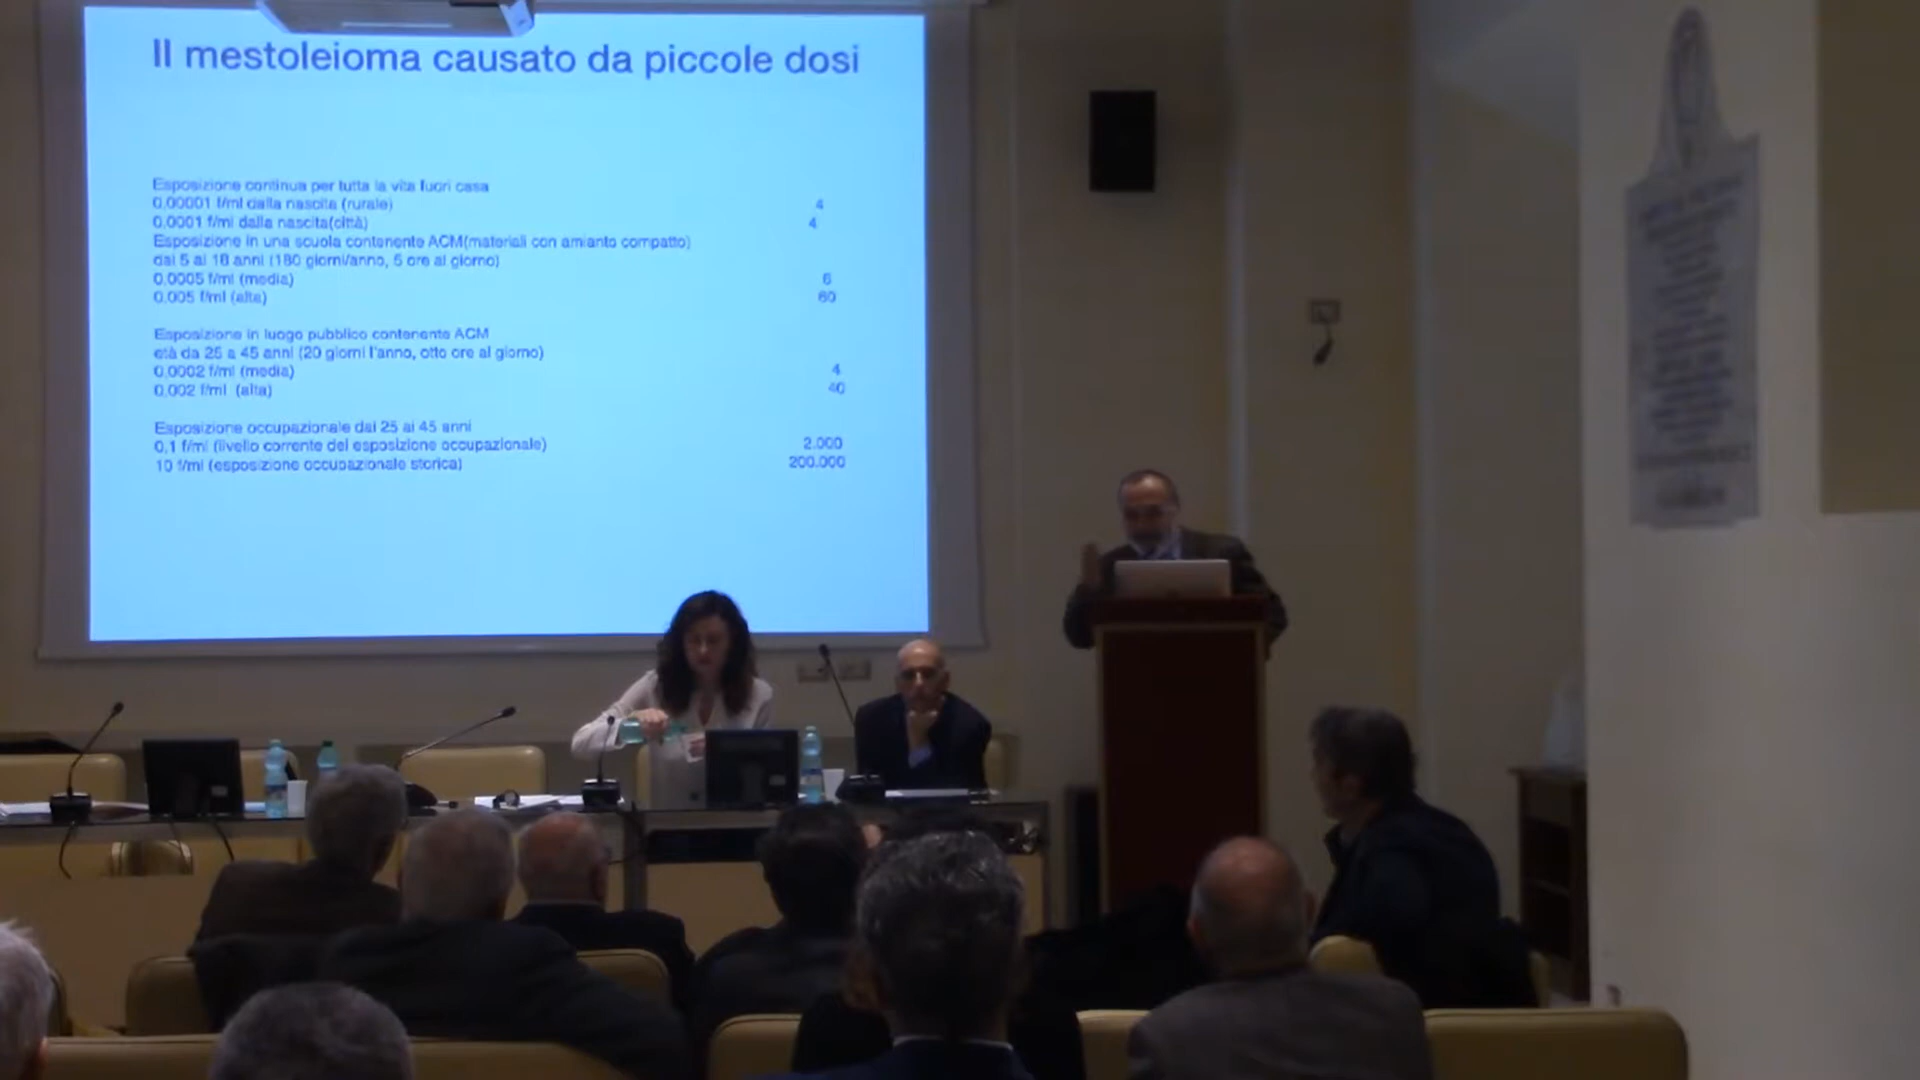 Il mestoleioma causato da piccole dosi
Esposizione continua per tutta la vita fuori casa
0,00001 f/ml dalla nascita (rurale) 4
0,0001 f/ml dalla nascita(città) 4
Esposizione in una scuola contenente ACM(materiali con amianto compatto)
dai 5 ai 18 anni (180 giorni/anno, 5 ore al giorno)
0,0005 f/ml (media) 6
0,005 f/ml (alta) 60
Esposizione in luogo pubblico contenente ACM
età da 25 a 45 anni (20 giorni l'anno, otto ore al giorno)
0,0002 f/ml (media) 4
0,002 f/ml (alta) 40
Esposizione occupazionale dai 25 ai 45 anni
0,1 f/ml (livello corrente dei esposizione occupazionale) 2.000
10 f/ml (esposizione occupazionale storica) 200.000